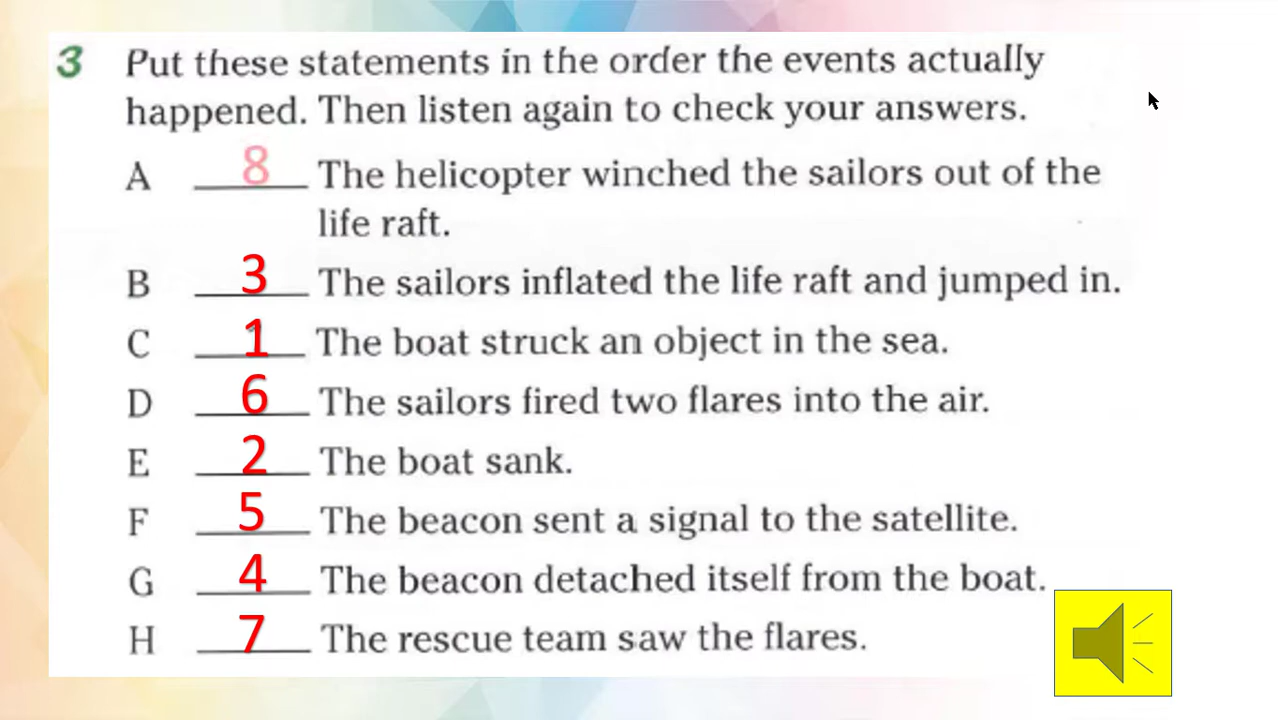 3 Put these statements in the order the events actually
happened. Then listen again to check your answers.
A 8 The helicopter winched the sailors out of the
life raft.
B 3 The sailors inflated the life raft and jumped in.
C 1 The boat struck an object in the sea.
D 6 The sailors fired two flares into the air.
E 2 The boat sank.
F 5 The beacon sent a signal to the satellite.
G 4 The beacon detached itself from the boat.
H 7 The rescue team saw the flares.